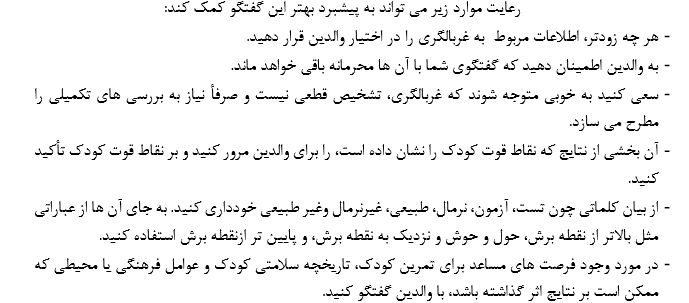 رعایت موارد زیر می تواند به پیشبرد بهتر این گفتگو کمک کند:
- هر چه زودتر، اطلاعات مربوط به غربالگری را در اختیار والدین قرار دهید.
- به والدین اطمینان دهید که گفتگوی شما با آن ها محرمانه باقی خواهد ماند.
- سعی کنید به خوبی متوجه شوند که غربالگری، تشخیص قطعی نیست و صرفأ نیاز به بررسی های تکمیلی را
مطرح می سازد.
- آن بخشی از نتایج که نقاط قوت کودک را نشان داده است، را برای والدین مرور کنید و بر نقاط قوت کودک تأکید
کنید.
- از بیان کلماتی چون تست، آزمون، نرمال، طبیعی، غیرنرمال وغیر طبیعی خودداری کنید. به جای آن ها از عباراتی
مثل بالاتر از نقطه برش، حول و حوش و نزدیک به نقطه برش، و پایین تر ازنقطه برش استفاده کنید.
- در مورد وجود فرصت های مساعد برای تمرین کودک، تاریخچه سلامتی کودک و عوامل فرهنگی یا محیطی که
ممکن است بر نتایج اثر گذاشته باشد، با والدین گفتگو کنید.